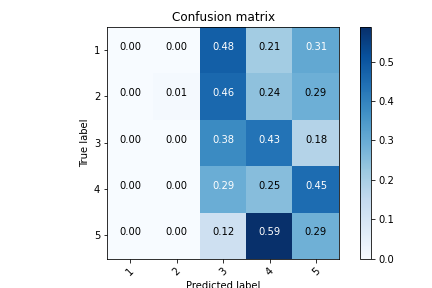 Confusion matrix
1 0.00 0.00 0.48 0.21 0.31
2 0.00 0.01 0.46 0.24 0.29
3 0.00 0.00 0.38 0.43 0.18
4 0.00 0.00 0.29 0.25 0.45
5 0.00 0.00 0.12 0.59 0.29
1 2 3 4 5
True label
Predicted label
0.5
0.4
0.3
0.2
0.1
0.0